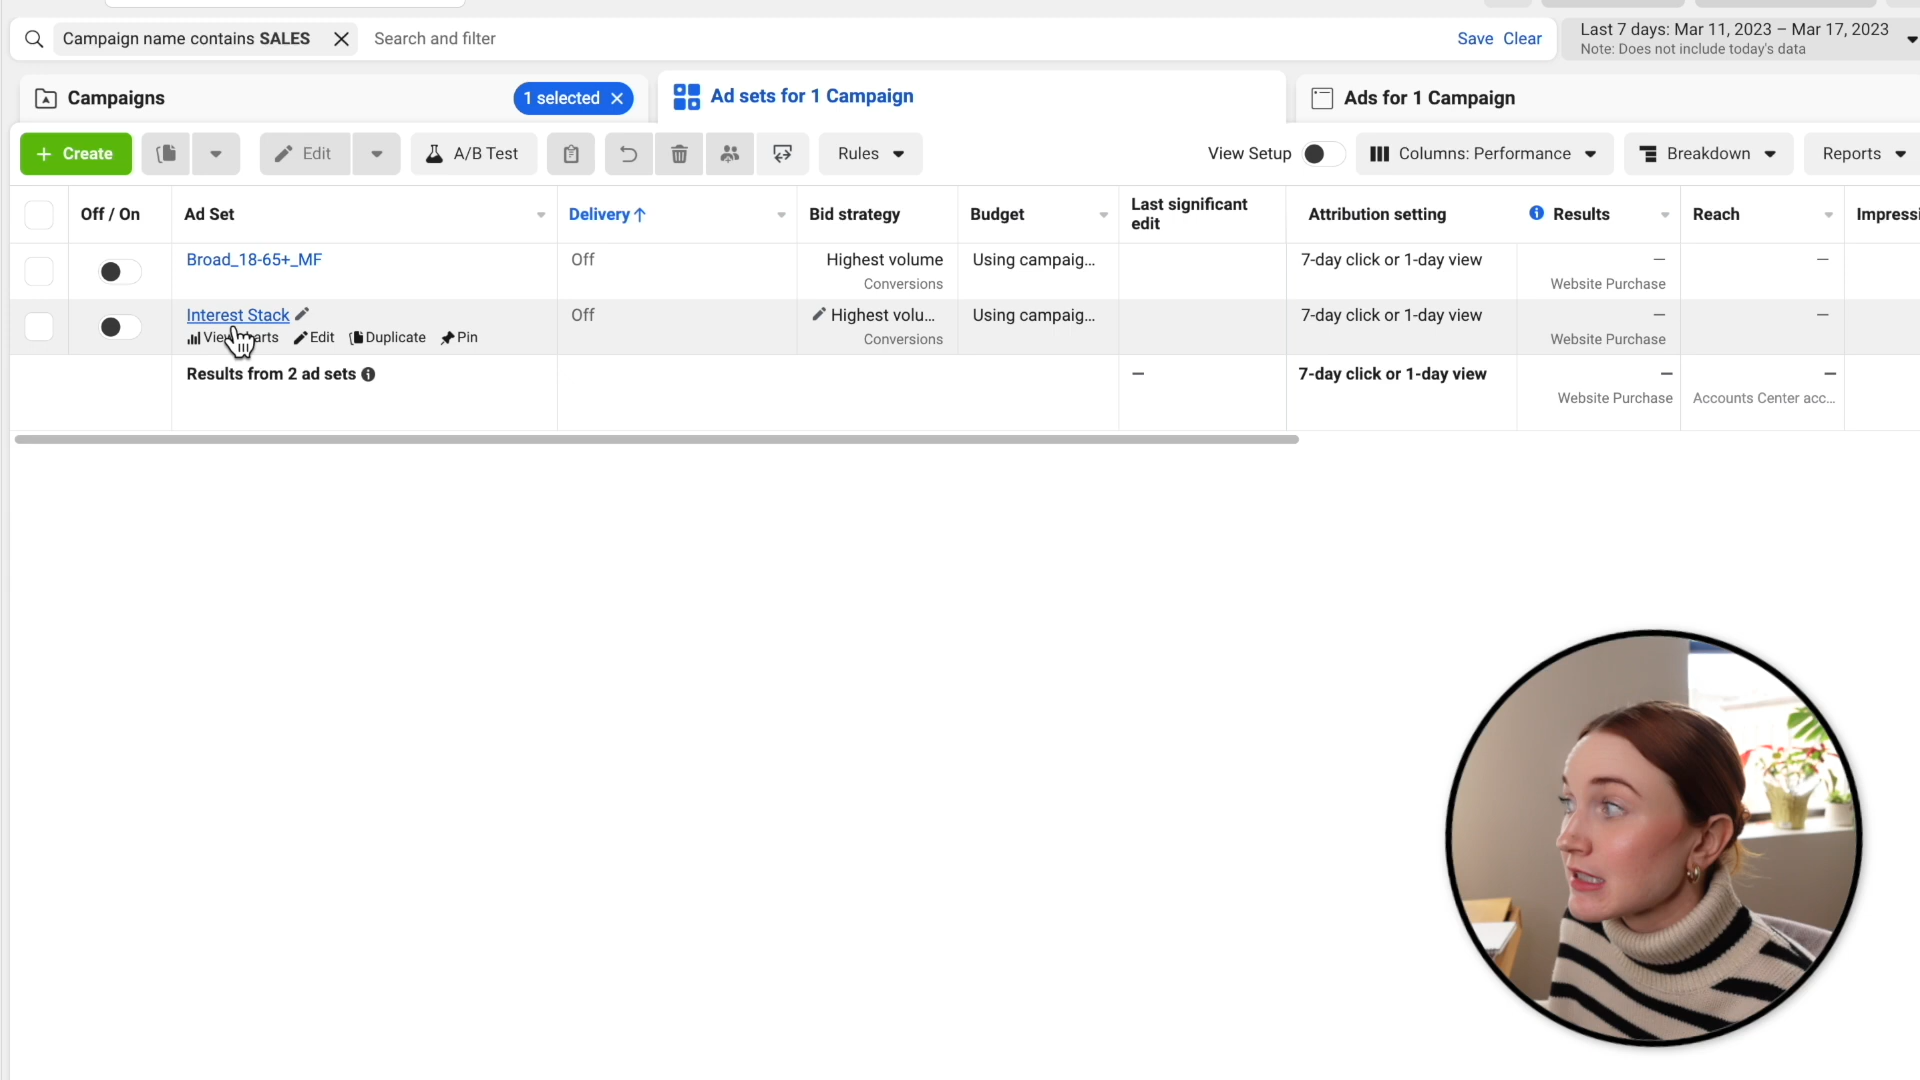 Campaign name contains SALES
Search and filter
Save Clear
Last 7 days: Mar 11, 2023 – Mar 17, 2023
Note: Does not include today's data
Campaigns
1 selected
Ad sets for 1 Campaign
Ads for 1 Campaign
+ Create
Edit
A/B Test
Rules
View Setup
Columns: Performance
Breakdown
Reports
Off / On
Ad Set
Delivery ↑
Bid strategy
Budget
Last significant
edit
Attribution setting
Results
Reach
Impressi
Broad_18-65+_MF
Off
Highest volume
Conversions
Using campaig...
7-day click or 1-day view
—
Website Purchase
—
Interest Stack
Edit Duplicate Pin
Off
Highest volu...
Conversions
Using campaig...
7-day click or 1-day view
—
Website Purchase
—
Results from 2 ad sets
—
7-day click or 1-day view
—
Website Purchase
—
Accounts Center acc...